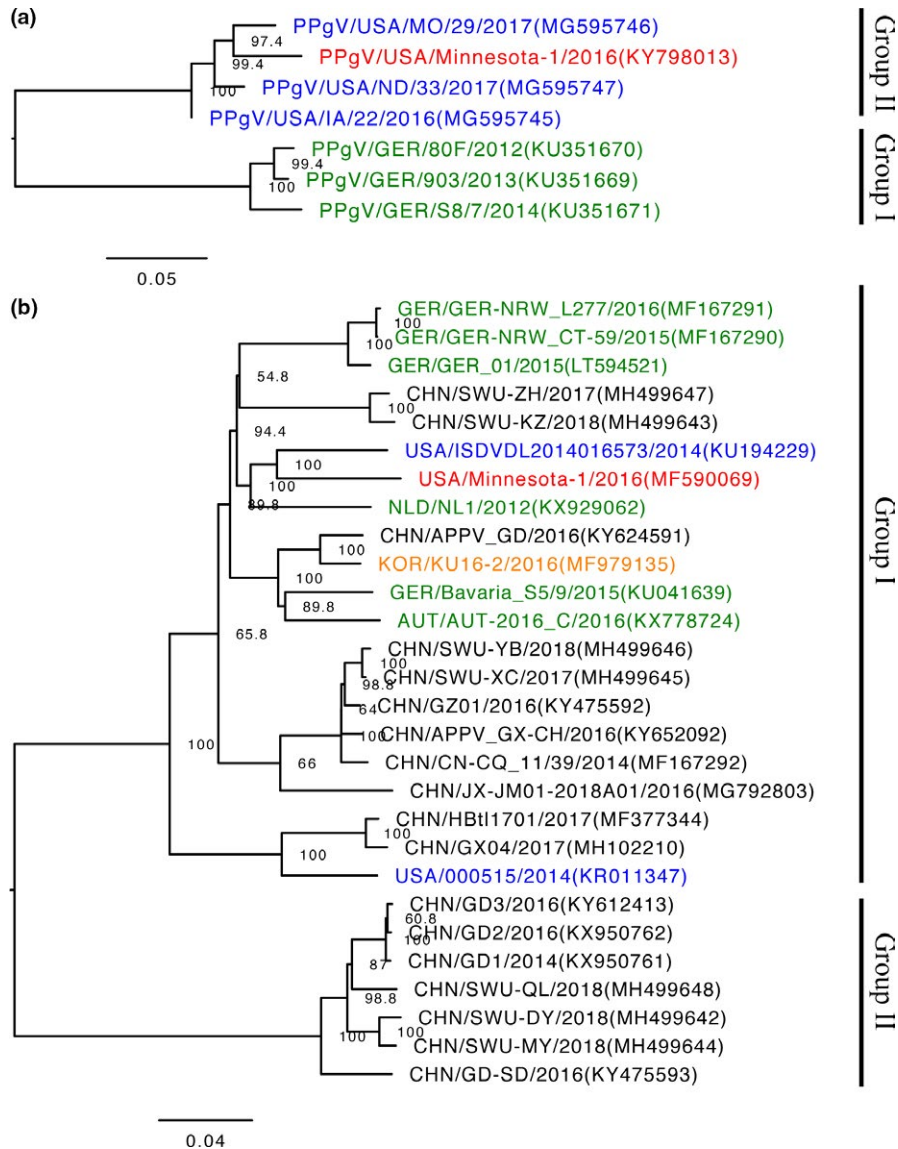 (a)
PPgV/USA/MO/29/2017(MG595746)
97.4
PPgV/USA/Minnesota-1/2016(KY798013)
99.4
PPgV/USA/ND/33/2017(MG595747)
100
PPgV/USA/IA/22/2016(MG595745)
Group II
PPgV/GER/80F/2012(KU351670)
99.4
PPgV/GER/903/2013(KU351669)
100
PPgV/GER/S8/7/2014(KU351671)
Group I
0.05
(b)
GER/GER-NRW_L277/2016(MF167291)
100
GER/GER-NRW_CT-59/2015(MF167290)
100
GER/GER_01/2015(LT594521)
54.8
CHN/SWU-ZH/2017(MH499647)
100
CHN/SWU-KZ/2018(MH499643)
94.4
USA/ISDVDL2014016573/2014(KU194229)
100
USA/Minnesota-1/2016(MF590069)
100
89.8
NLD/NL1/2012(KX929062)
CHN/APPV_GD/2016(KY624591)
100
KOR/KU16-2/2016(MF979135)
100
GER/Bavaria_S5/9/2015(KU041639)
89.8
AUT/AUT-2016_C/2016(KX778724)
65.8
CHN/SWU-YB/2018(MH499646)
100
CHN/SWU-XC/2017(MH499645)
98.8
CHN/GZ01/2016(KY475592)
64
CHN/APPV_GX-CH/2016(KY652092)
100
100
CHN/CN-CQ_11/39/2014(MF167292)
66
CHN/JX-JM01-2018A01/2016(MG792803)
CHN/HBtl1701/2017(MF377344)
100
CHN/GX04/2017(MH102210)
100
USA/000515/2014(KR011347)
Group I
CHN/GD3/2016(KY612413)
60.8
CHN/GD2/2016(KX950762)
100
CHN/GD1/2014(KX950761)
87
CHN/SWU-QL/2018(MH499648)
98.8
CHN/SWU-DY/2018(MH499642)
100
100
CHN/SWU-MY/2018(MH499644)
CHN/GD-SD/2016(KY475593)
Group II
0.04